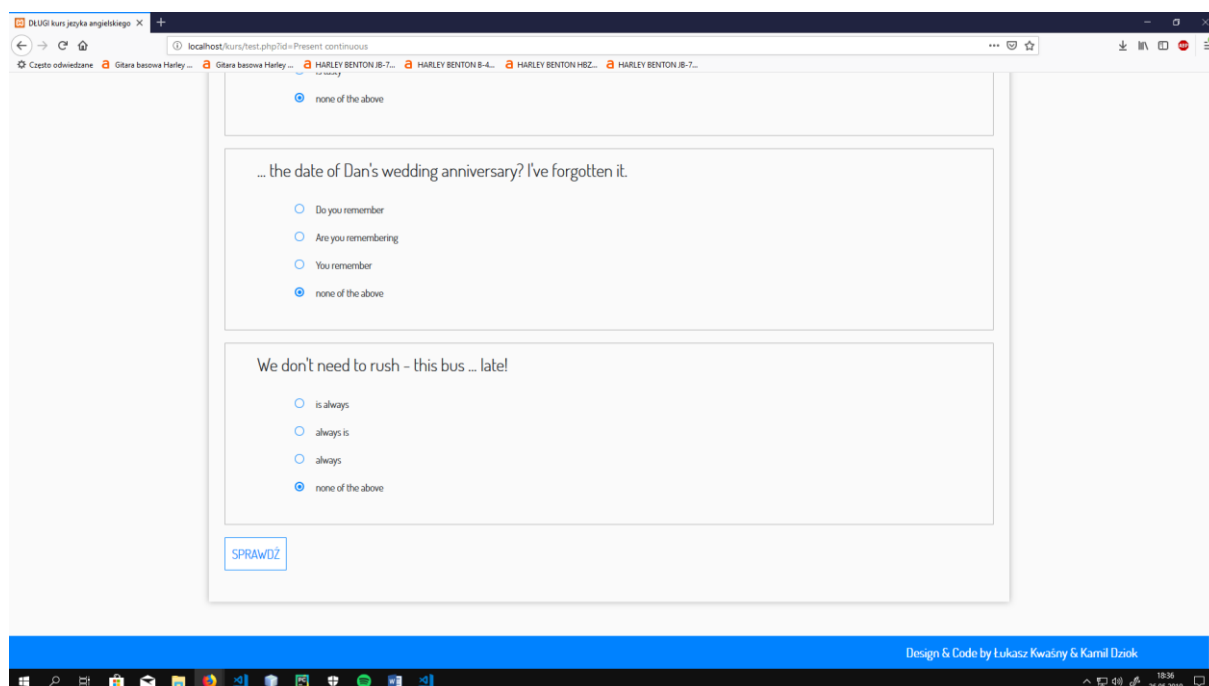 DŁUGI kurs jezyka angielskiego
localhost/kurs/test.php?id=Present continuous
Często odwiedzane Gitara basowa Harley ... Gitara basowa Harley ... HARLEY BENTON JB-7... HARLEY BENTON B-4... HARLEY BENTON HBZ... HARLEY BENTON JB-7...
none of the above
... the date of Dan's wedding anniversary? I've forgotten it.
Do you remember
Are you remembering
You remember
none of the above
We don't need to rush - this bus ... late!
is always
always is
always
none of the above
SPRAWDŹ
Design & Code by Łukasz Kwaśny & Kamil Dziok
18:36